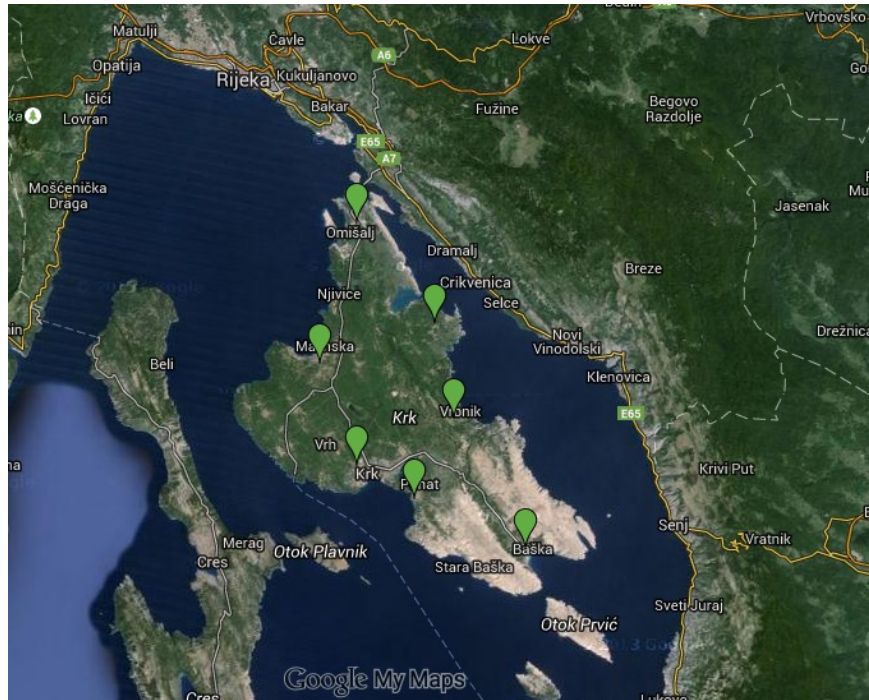 Matulji
Čavle
Lokve
Vrbovsko
A6
Opatija
Rijeka
Kukuljanovo
Ičići
Bakar
Fužine
Begovo
Razdolje
Lovran
E65
A7
Mošćenička
Draga
Jasenak
Omišalj
Dramalj
Breze
Njivice
Crikvenica
Selce
Novi
Vinodolski
Drežnica
Beli
Klenovica
Krk
E65
Vrh
Krk
Krivi Put
Senj
Vratnik
Merag
Otok Plavnik
Cres
Baška
Stara Baška
Otok Prvić
Sveti Juraj
Google My Maps
Cres